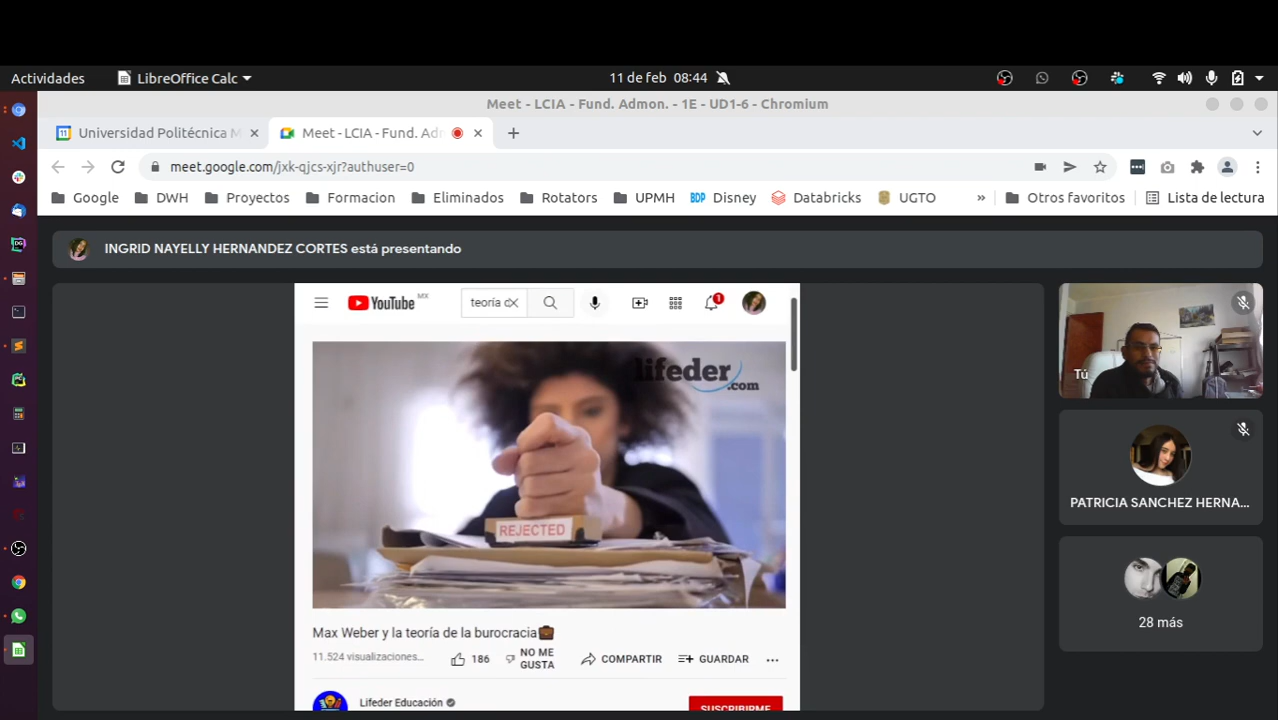 Actividades
LibreOffice Calc
11 de feb 08:44
Meet - LCIA - Fund. Admon. - 1E - UD1-6 - Chromium
Universidad Politécnica M
Meet - LCIA - Fund. Adm
meet.google.com/jxk-qjcs-xjr?authuser=0
Google
DWH
Proyectos
Formacion
Eliminados
Rotators
UPMH
BDP Disney
Databricks
UGTO
»
Otros favoritos
Lista de lectura
INGRID NAYELLY HERNANDEZ CORTES está presentando
YouTube MX
teoría d
1
lifeder
.com
REJECTED
Max Weber y la teoría de la burocracia
11.524 visualizaciones...
186
NO ME GUSTA
COMPARTIR
GUARDAR
Lifeder Educación
SUSCRIBIRME
Tú
PATRICIA SANCHEZ HERNA...
28 más